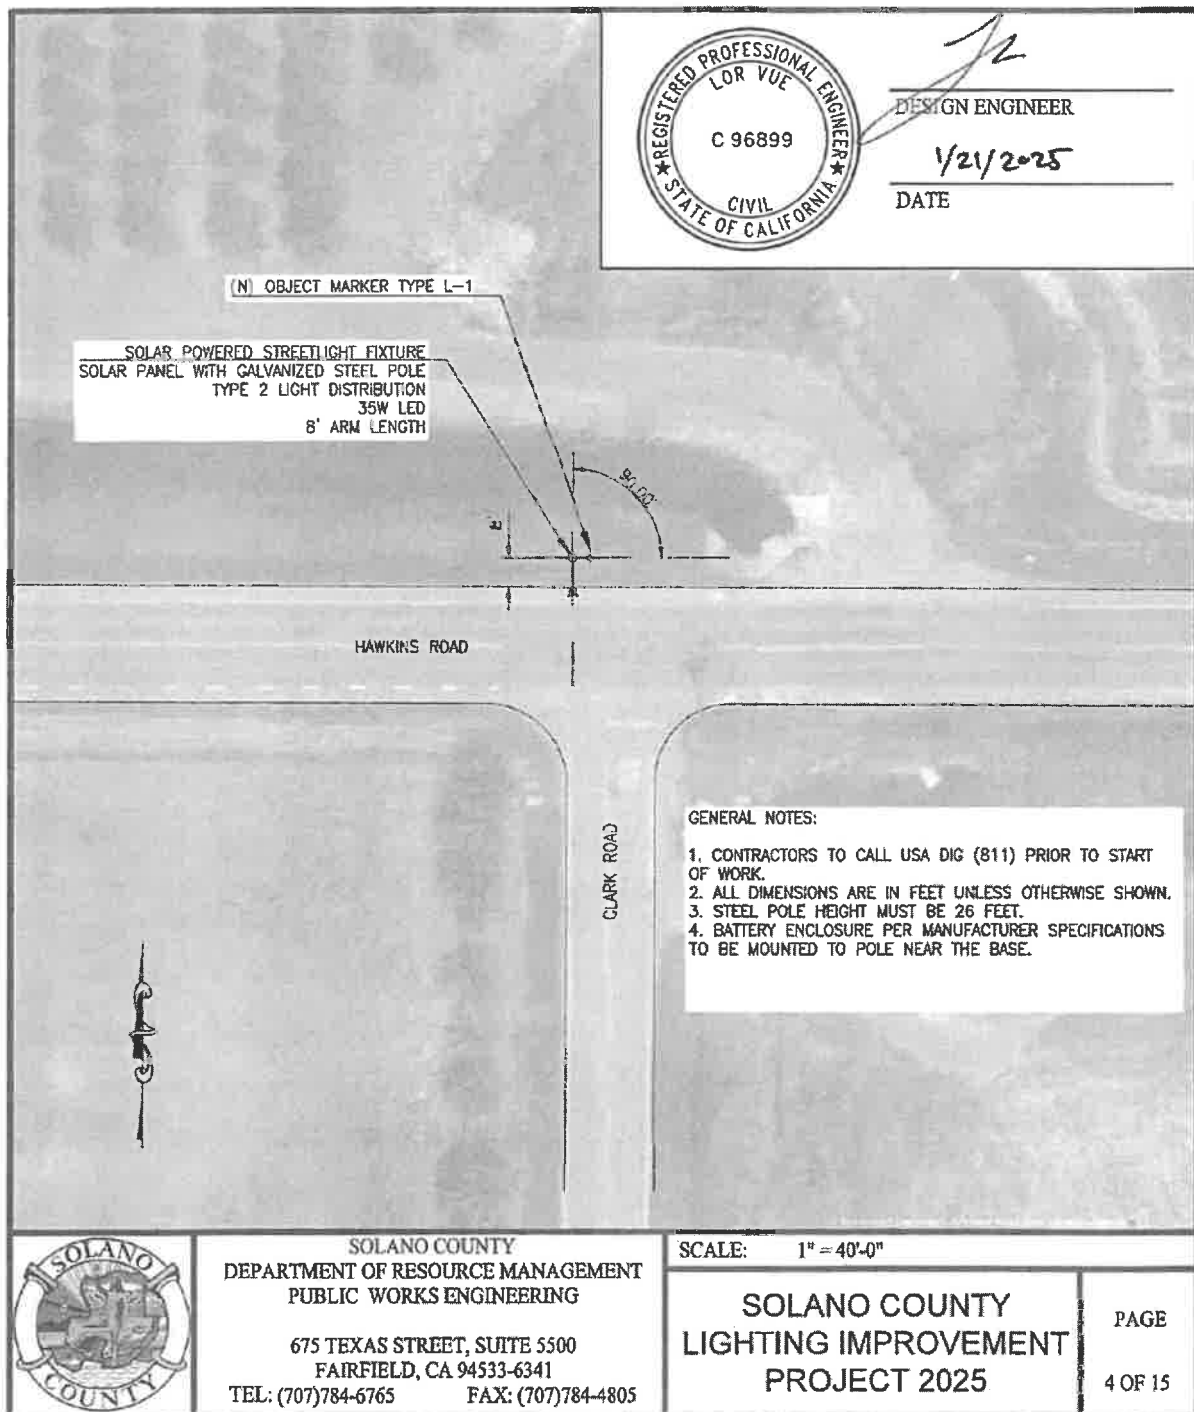 REGISTERED PROFESSIONAL ENGINEER
LOR VUE
C 96899
CIVIL
STATE OF CALIFORNIA
DESIGN ENGINEER
1/21/2025
DATE
(N) OBJECT MARKER TYPE L-1
SOLAR POWERED STREETLIGHT FIXTURE
SOLAR PANEL WITH GALVANIZED STEEL POLE
TYPE 2 LIGHT DISTRIBUTION
35W LED
8' ARM LENGTH
HAWKINS ROAD
CLARK ROAD
GENERAL NOTES:
1. CONTRACTORS TO CALL USA DIG (811) PRIOR TO START
OF WORK.
2. ALL DIMENSIONS ARE IN FEET UNLESS OTHERWISE SHOWN.
3. STEEL POLE HEIGHT MUST BE 26 FEET.
4. BATTERY ENCLOSURE PER MANUFACTURER SPECIFICATIONS
TO BE MOUNTED TO POLE NEAR THE BASE.
SOLANO
COUNTY
SOLANO COUNTY
DEPARTMENT OF RESOURCE MANAGEMENT
PUBLIC WORKS ENGINEERING
675 TEXAS STREET, SUITE 5500
FAIRFIELD, CA 94533-6341
TEL: (707)784-6765 FAX: (707)784-4805
SCALE: 1" = 40'-0"
SOLANO COUNTY
LIGHTING IMPROVEMENT
PROJECT 2025
PAGE
4 OF 15